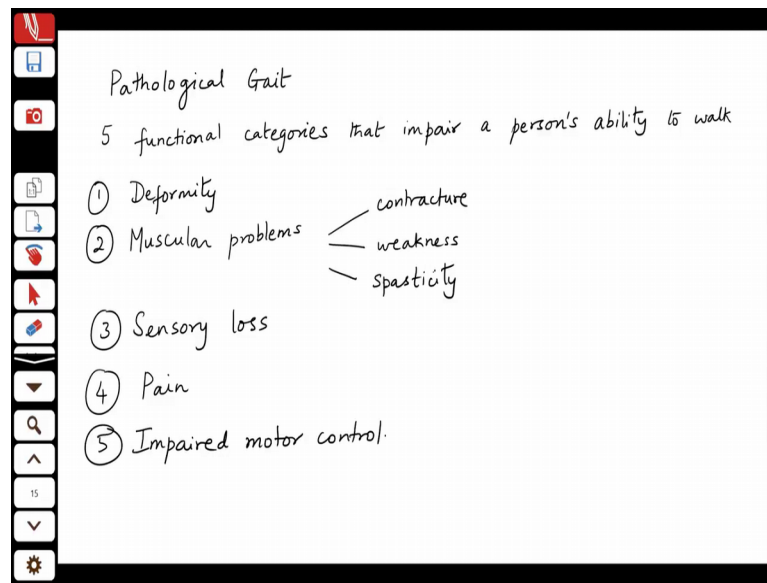 Pathological Gait
5 functional categories that impair a person's ability to walk
① Deformity
② Muscular problems
contracture
weakness
spasticity
③ Sensory loss
④ Pain
⑤ Impaired motor control.
15